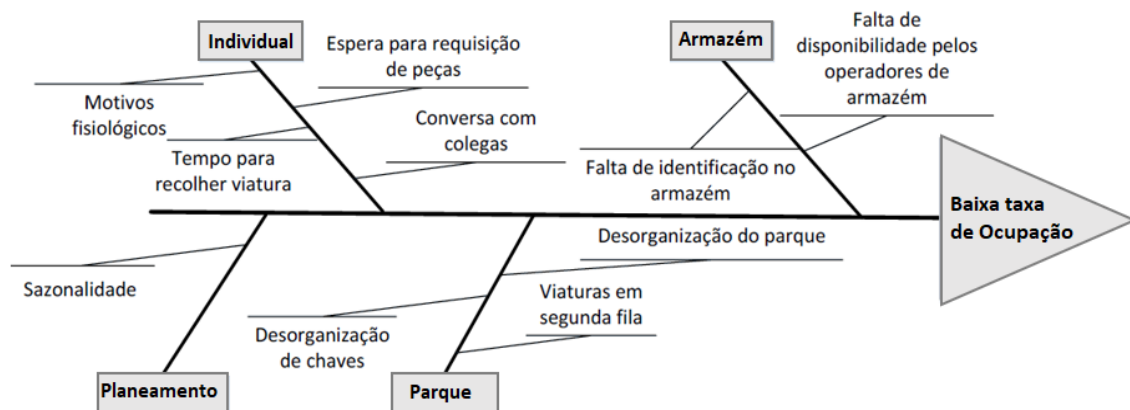 Individual
Espera para requisição
de peças
Motivos
fisiológicos
Conversa com
colegas
Tempo para
recolher viatura
Armazém
Falta de
disponibilidade pelos
operadores de
armazém
Falta de identificação no
armazém
Baixa taxa
de Ocupação
Sazonalidade
Planeamento
Desorganização do parque
Viaturas em
segunda fila
Desorganização
de chaves
Parque